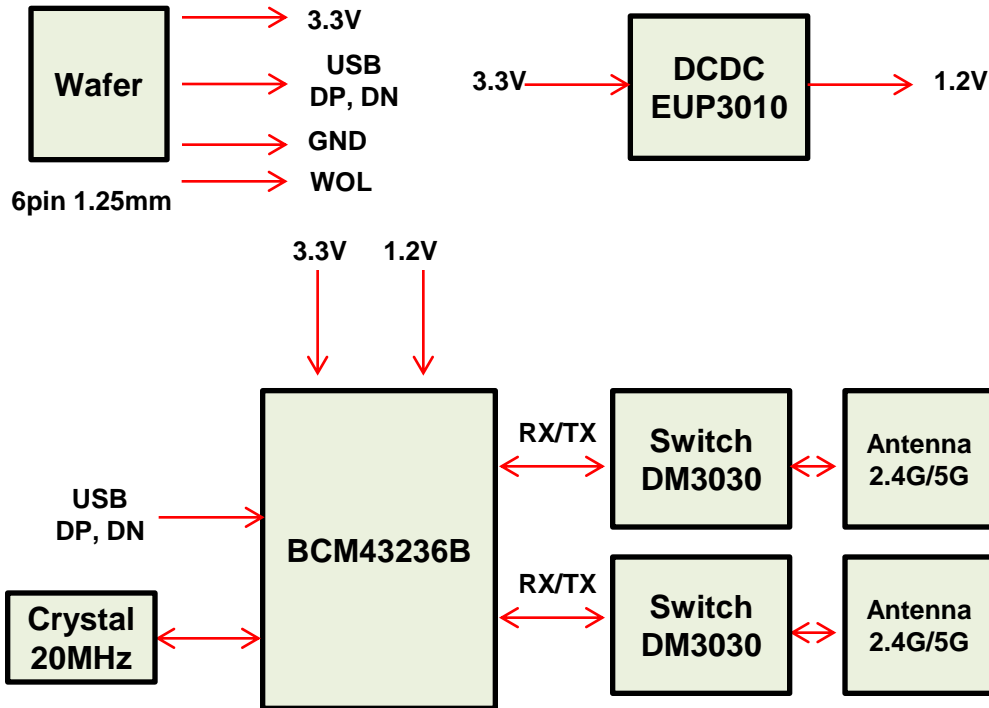 3.3V
Wafer
USB
DP, DN
GND
WOL
6pin 1.25mm
3.3V
DCDC
EUP3010
1.2V
3.3V
1.2V
USB
DP, DN
Crystal
20MHz
BCM43236B
RX/TX
Switch
DM3030
Antenna
2.4G/5G
RX/TX
Switch
DM3030
Antenna
2.4G/5G